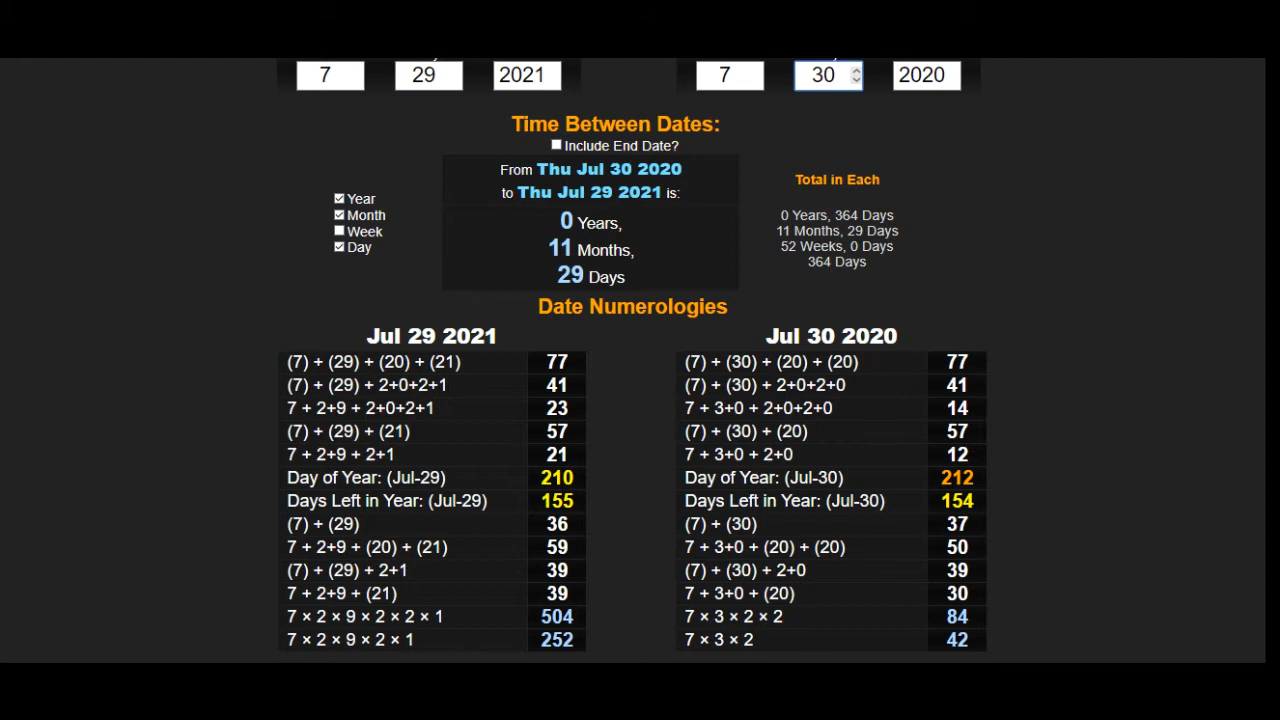 7 29 2021 7 30 2020
Time Between Dates:
Include End Date?
From Thu Jul 30 2020
to Thu Jul 29 2021 is:
Year
Month
Week
Day
0 Years,
11 Months,
29 Days
Total in Each
0 Years, 364 Days
11 Months, 29 Days
52 Weeks, 0 Days
364 Days
Date Numerologies
Jul 29 2021
(7) + (29) + (20) + (21) 77
(7) + (29) + 2+0+2+1 41
7 + 2+9 + 2+0+2+1 23
(7) + (29) + (21) 57
7 + 2+9 + 2+1 21
Day of Year: (Jul-29) 210
Days Left in Year: (Jul-29) 155
(7) + (29) 36
7 + 2+9 + (20) + (21) 59
(7) + (29) + 2+1 39
7 + 2+9 + (21) 39
7 × 2 × 9 × 2 × 2 × 1 504
7 × 2 × 9 × 2 × 1 252
Jul 30 2020
(7) + (30) + (20) + (20) 77
(7) + (30) + 2+0+2+0 41
7 + 3+0 + 2+0+2+0 14
(7) + (30) + (20) 57
7 + 3+0 + 2+0 12
Day of Year: (Jul-30) 212
Days Left in Year: (Jul-30) 154
(7) + (30) 37
7 + 3+0 + (20) + (20) 50
(7) + (30) + 2+0 39
7 + 3+0 + (20) 30
7 × 3 × 2 × 2 84
7 × 3 × 2 42